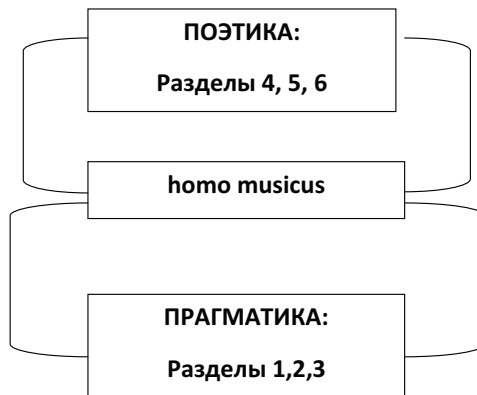 ПОЭТИКА:
Разделы 4, 5, 6
homo musicus
ПРАГМАТИКА:
Разделы 1,2,3